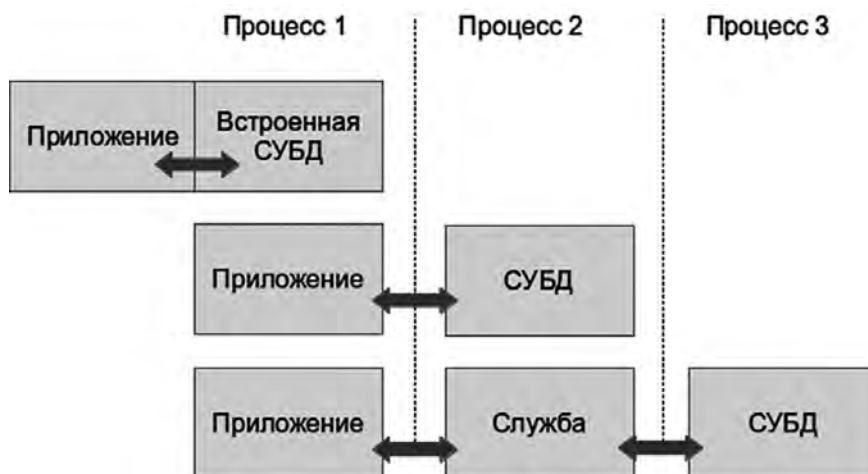 Процесс 1
Процесс 2
Процесс 3
Приложение
Встроенная
СУБД
Приложение
СУБД
Приложение
Служба
СУБД